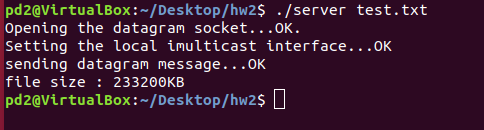 pd2@VirtualBox:~/Desktop/hw2$ ./server test.txt
Opening the datagram socket...OK.
Setting the local imulticast interface...OK
sending datagram message...OK
file size : 233200KB
pd2@VirtualBox:~/Desktop/hw2$